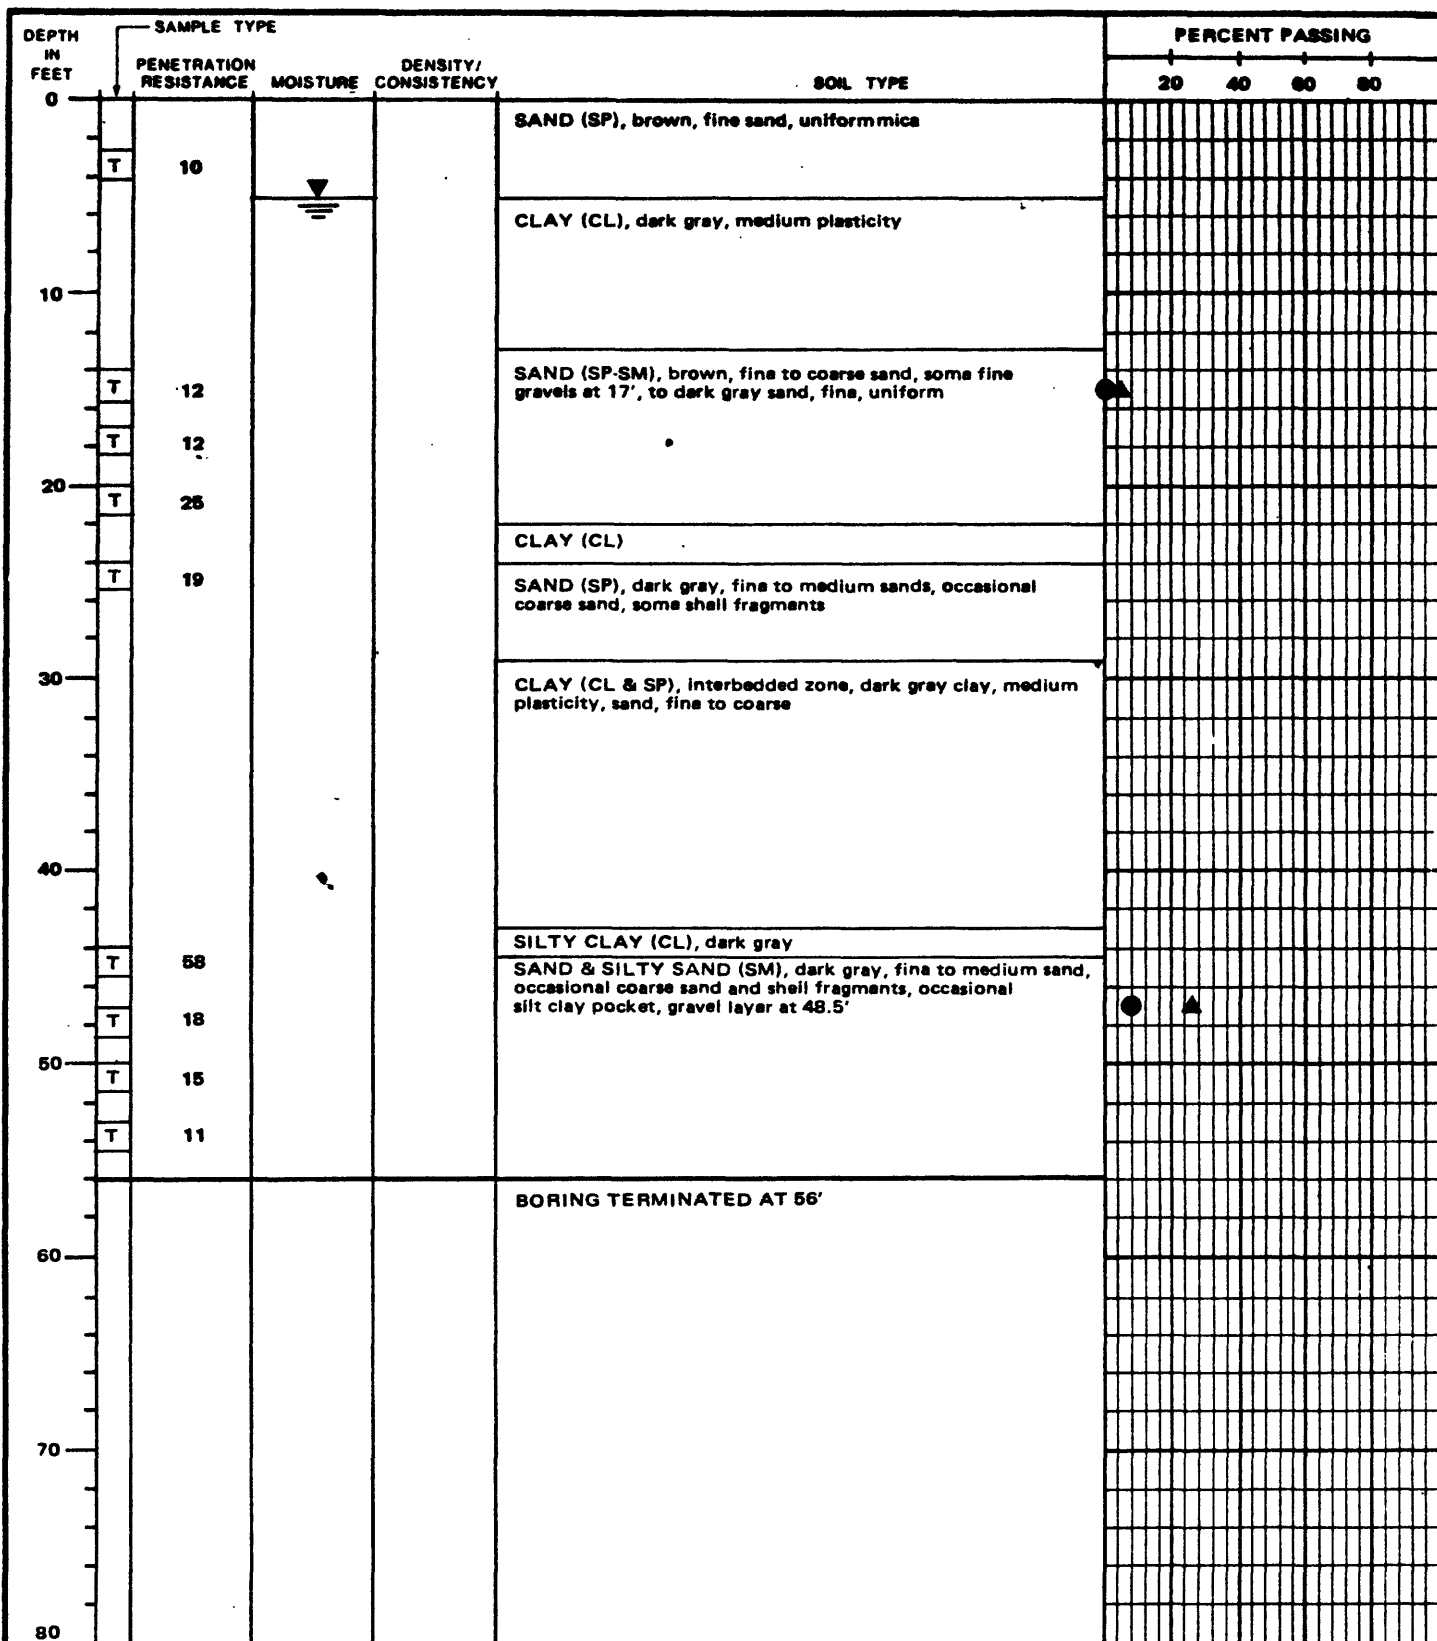 DEPTH
IN
FEET
SAMPLE TYPE
PENETRATION
RESISTANCE
MOISTURE
DENSITY/
CONSISTENCY
SOIL TYPE
PERCENT PASSING
20 40 60 80
0
SAND (SP), brown, fine sand, uniform mica
T 10
CLAY (CL), dark gray, medium plasticity
10
SAND (SP-SM), brown, fine to coarse sand, some fine
gravels at 17', to dark gray sand, fine, uniform
T 12
T 12
20
T 25
CLAY (CL)
T 19
SAND (SP), dark gray, fine to medium sands, occasional
coarse sand, some shell fragments
30
CLAY (CL & SP), interbedded zone, dark gray clay, medium
plasticity, sand, fine to coarse
40
SILTY CLAY (CL), dark gray
T 58
SAND & SILTY SAND (SM), dark gray, fine to medium sand,
occasional coarse sand and shell fragments, occasional
silt clay pocket, gravel layer at 48.5'
T 18
50
T 15
T 11
BORING TERMINATED AT 56'
60
70
80